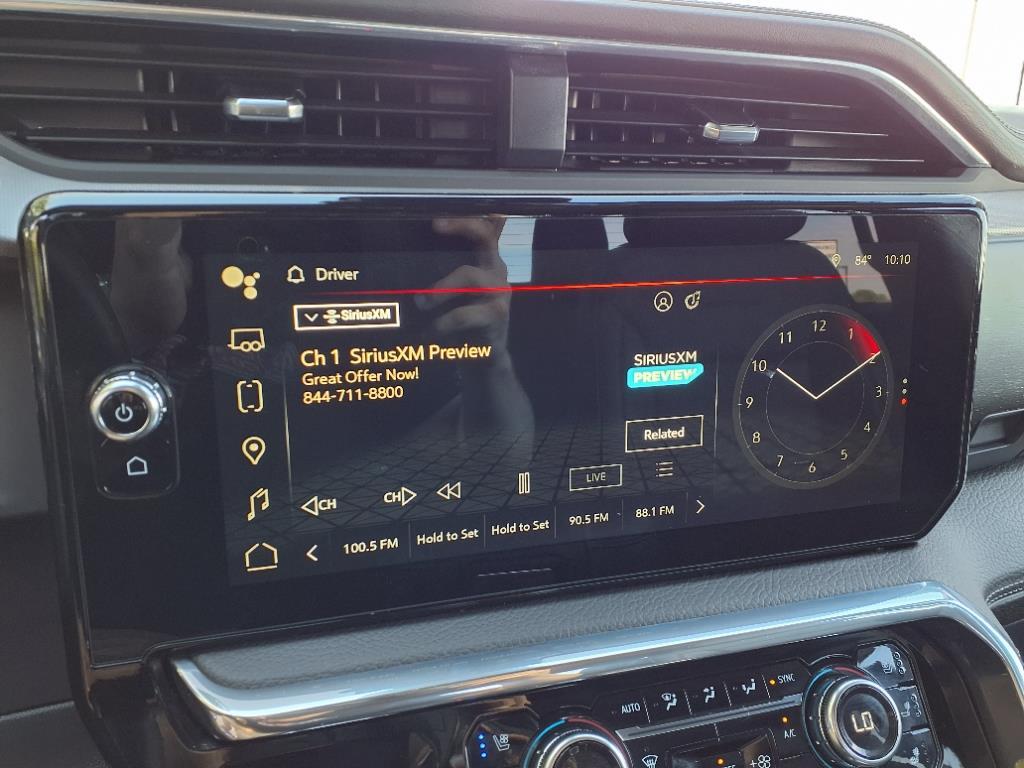 Driver
84° 10:10
SiriusXM
Ch 1 SiriusXM Preview
Great Offer Now!
844-711-8800
SIRIUSXM
PREVIEW
Related
12
1
2
3
4
5
6
7
8
9
10
11
CH
CH
LIVE
100.5 FM
Hold to Set
Hold to Set
90.5 FM
88.1 FM
AUTO
SYNC
A/C
LO